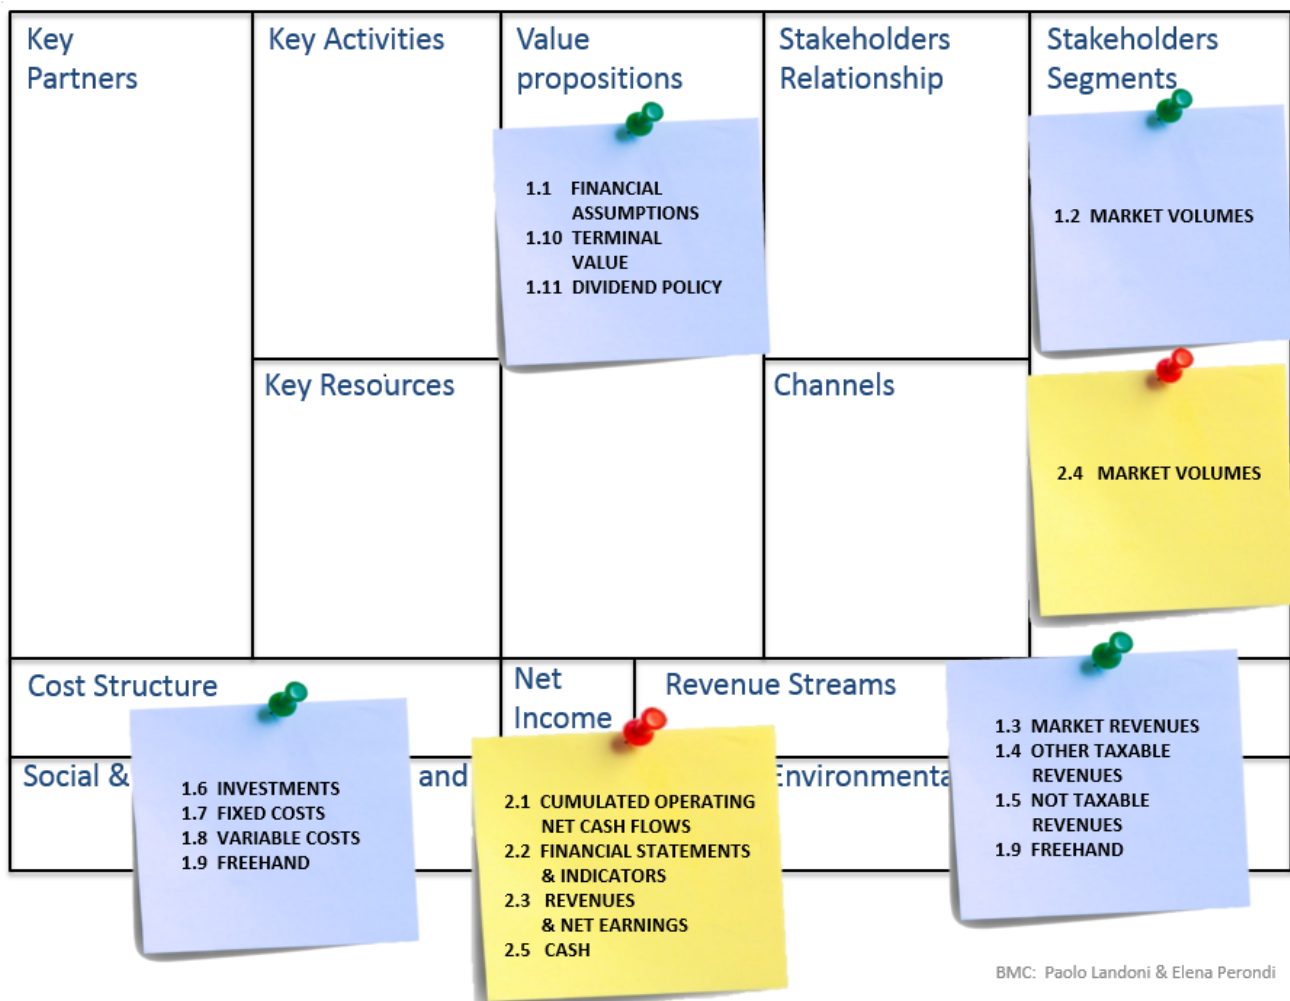 Key
Partners
Key Activities
Value
propositions
Stakeholders
Relationship
Stakeholders
Segments
1.1 FINANCIAL
ASSUMPTIONS
1.10 TERMINAL
VALUE
1.11 DIVIDEND POLICY
1.2 MARKET VOLUMES
Key Resources
Channels
2.4 MARKET VOLUMES
Cost Structure
Net
Income
Revenue Streams
Social &
and
Environmenta
1.6 INVESTMENTS
1.7 FIXED COSTS
1.8 VARIABLE COSTS
1.9 FREEHAND
2.1 CUMULATED OPERATING
NET CASH FLOWS
2.2 FINANCIAL STATEMENTS
& INDICATORS
2.3 REVENUES
& NET EARNINGS
2.5 CASH
1.3 MARKET REVENUES
1.4 OTHER TAXABLE
REVENUES
1.5 NOT TAXABLE
REVENUES
1.9 FREEHAND
BMC: Paolo Landoni & Elena Perondi